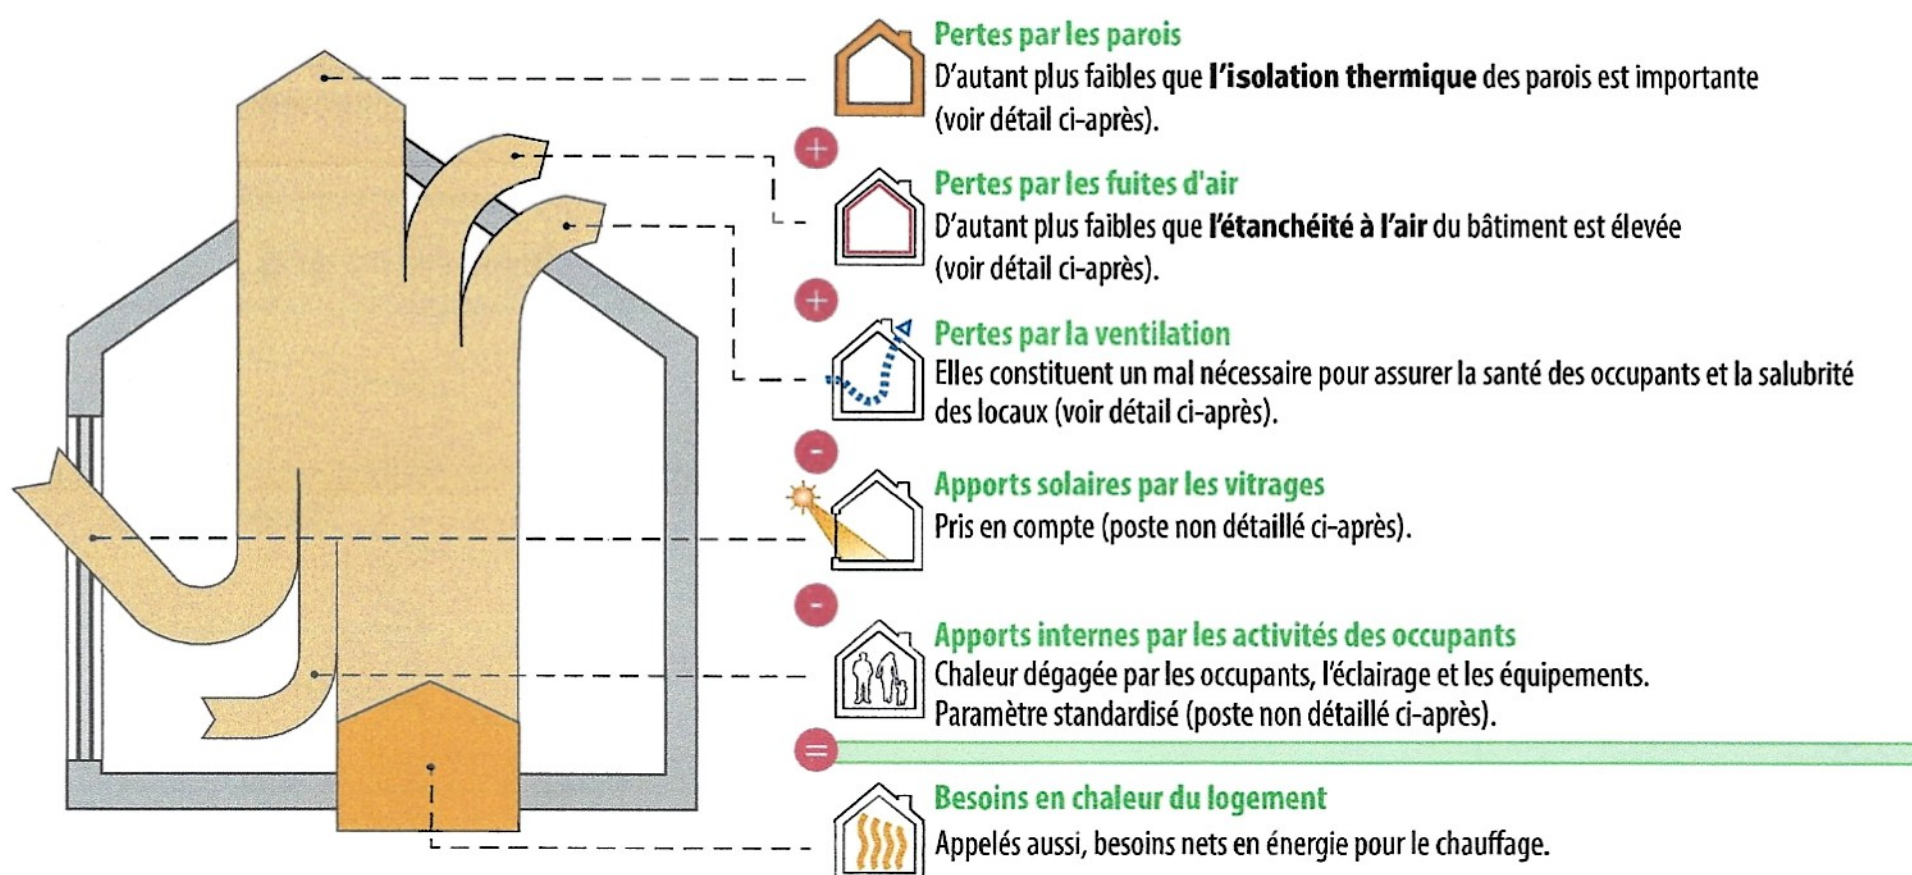 Pertes par les parois
D'autant plus faibles que l'isolation thermique des parois est importante
(voir détail ci-après).
+
Pertes par les fuites d'air
D'autant plus faibles que l'étanchéité à l'air du bâtiment est élevée
(voir détail ci-après).
+
Pertes par la ventilation
Elles constituent un mal nécessaire pour assurer la santé des occupants et la salubrité
des locaux (voir détail ci-après).
-
Apports solaires par les vitrages
Pris en compte (poste non détaillé ci-après).
-
Apports internes par les activités des occupants
Chaleur dégagée par les occupants, l'éclairage et les équipements.
Paramètre standardisé (poste non détaillé ci-après).
=
Besoins en chaleur du logement
Appelés aussi, besoins nets en énergie pour le chauffage.